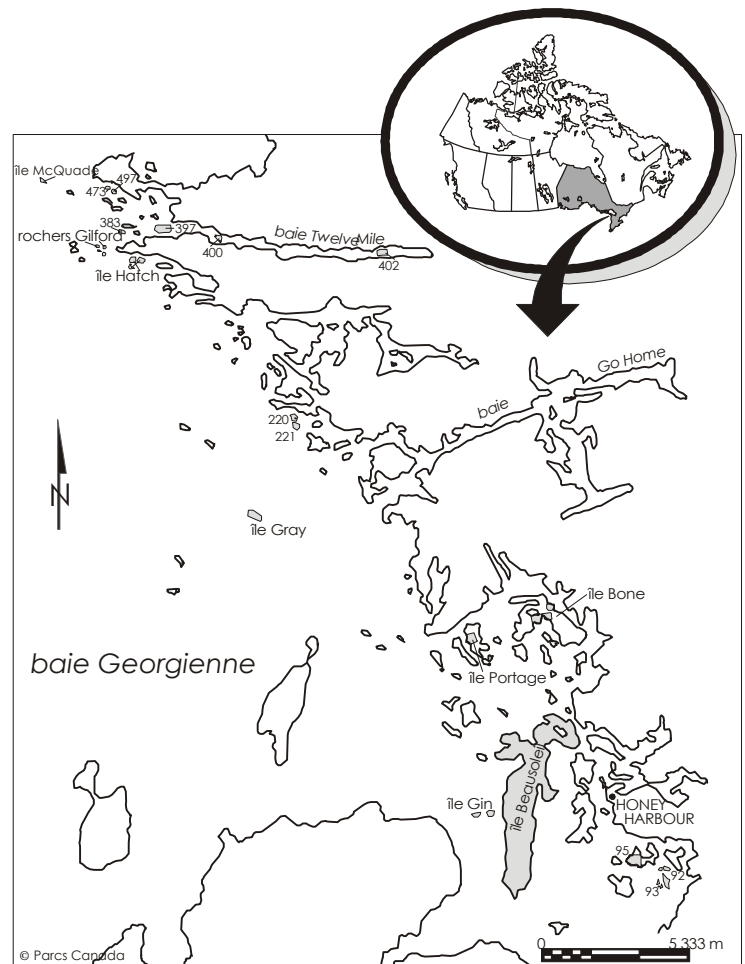 île McQuade
497
473
383
397
rochers Gilford
baie Twelve Mile
400
402
île Hatch
Go Home
baie
220
221
N
île Gray
île Bone
baie Georgienne
île Portage
île Beausoleil
île Gin
HONEY
HARBOUR
95
92
93
0 5 333 m
© Parcs Canada